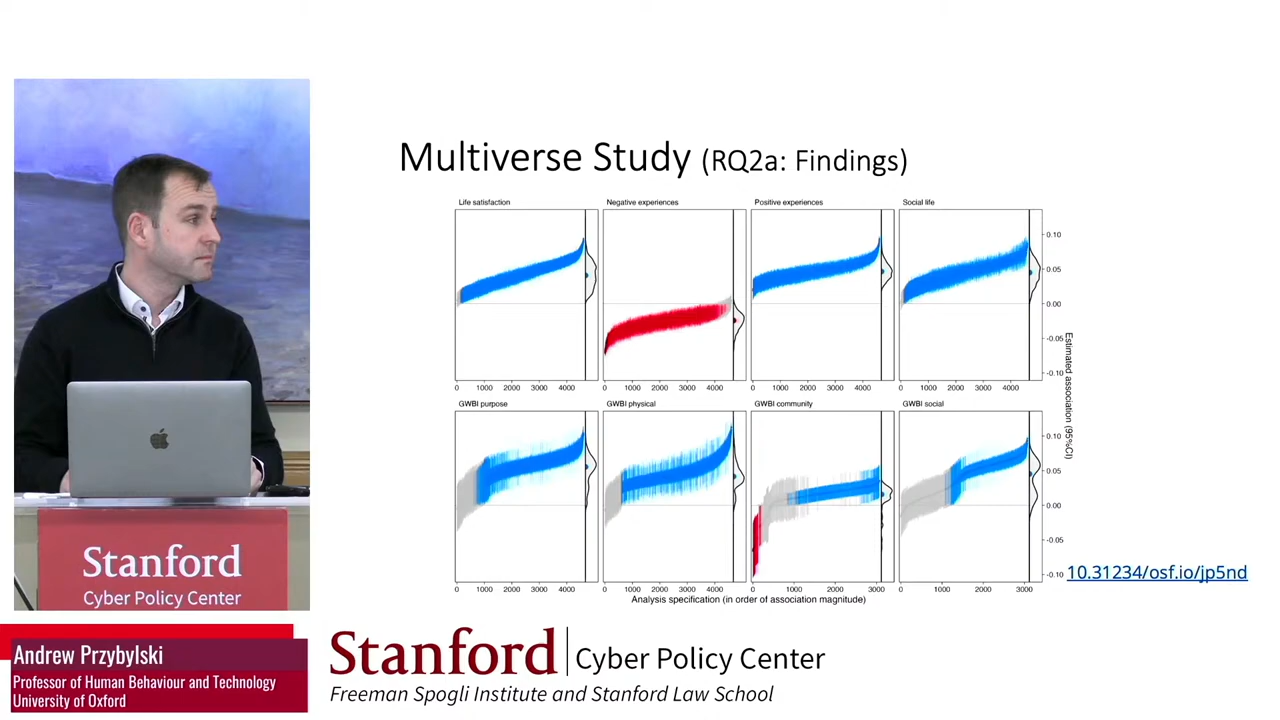 Multiverse Study (RQ2a: Findings)
Life satisfaction
Negative experiences
Positive experiences
Social life
0.10
0.05
0.00
-0.05
-0.10
0 1000 2000 3000 4000
0 1000 2000 3000 4000
0 1000 2000 3000 4000
0 1000 2000 3000 4000
GWBI purpose
GWBI physical
GWBI community
GWBI social
0.10
0.05
0.00
-0.05
-0.10
0 1000 2000 3000 4000
0 1000 2000 3000 4000
0 1000 2000 3000
0 1000 2000 3000
Estimated association (95%CI)
Analysis specification (in order of association magnitude)
10.31234/osf.io/jp5nd
Stanford
Cyber Policy Center
Andrew Przybylski
Professor of Human Behaviour and Technology
University of Oxford
Stanford | Cyber Policy Center
Freeman Spogli Institute and Stanford Law School